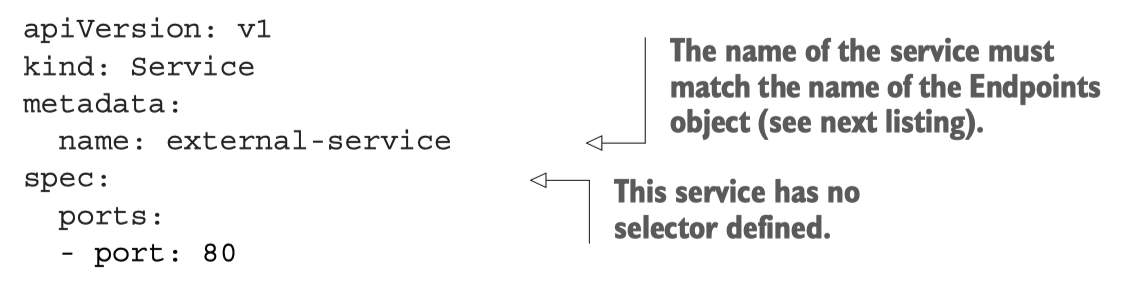 apiVersion: v1
kind: Service
metadata:
  name: external-service
spec:
  ports:
  - port: 80
The name of the service must
match the name of the Endpoints
object (see next listing).
This service has no
selector defined.